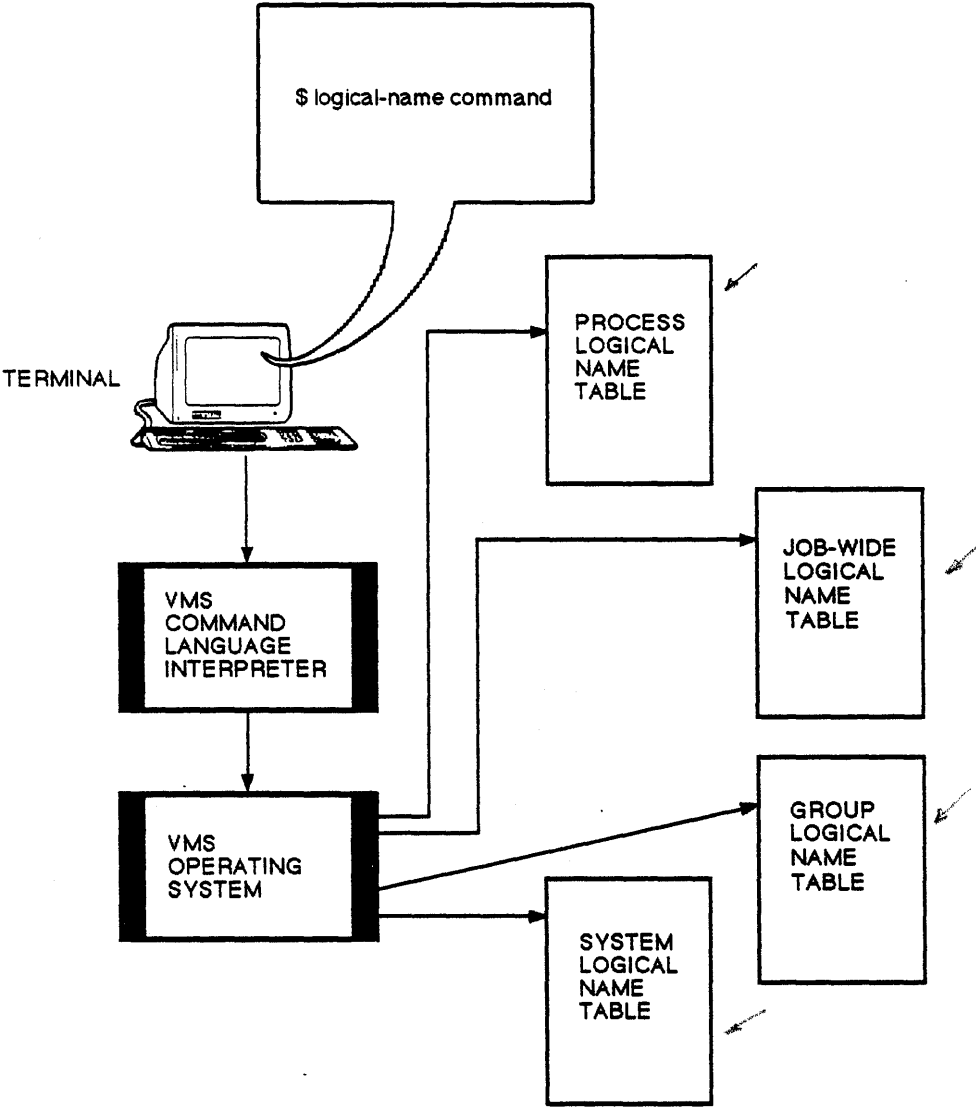 $ logical-name command
TERMINAL
PROCESS
LOGICAL
NAME
TABLE
JOB-WIDE
LOGICAL
NAME
TABLE
VMS
COMMAND
LANGUAGE
INTERPRETER
VMS
OPERATING
SYSTEM
GROUP
LOGICAL
NAME
TABLE
SYSTEM
LOGICAL
NAME
TABLE